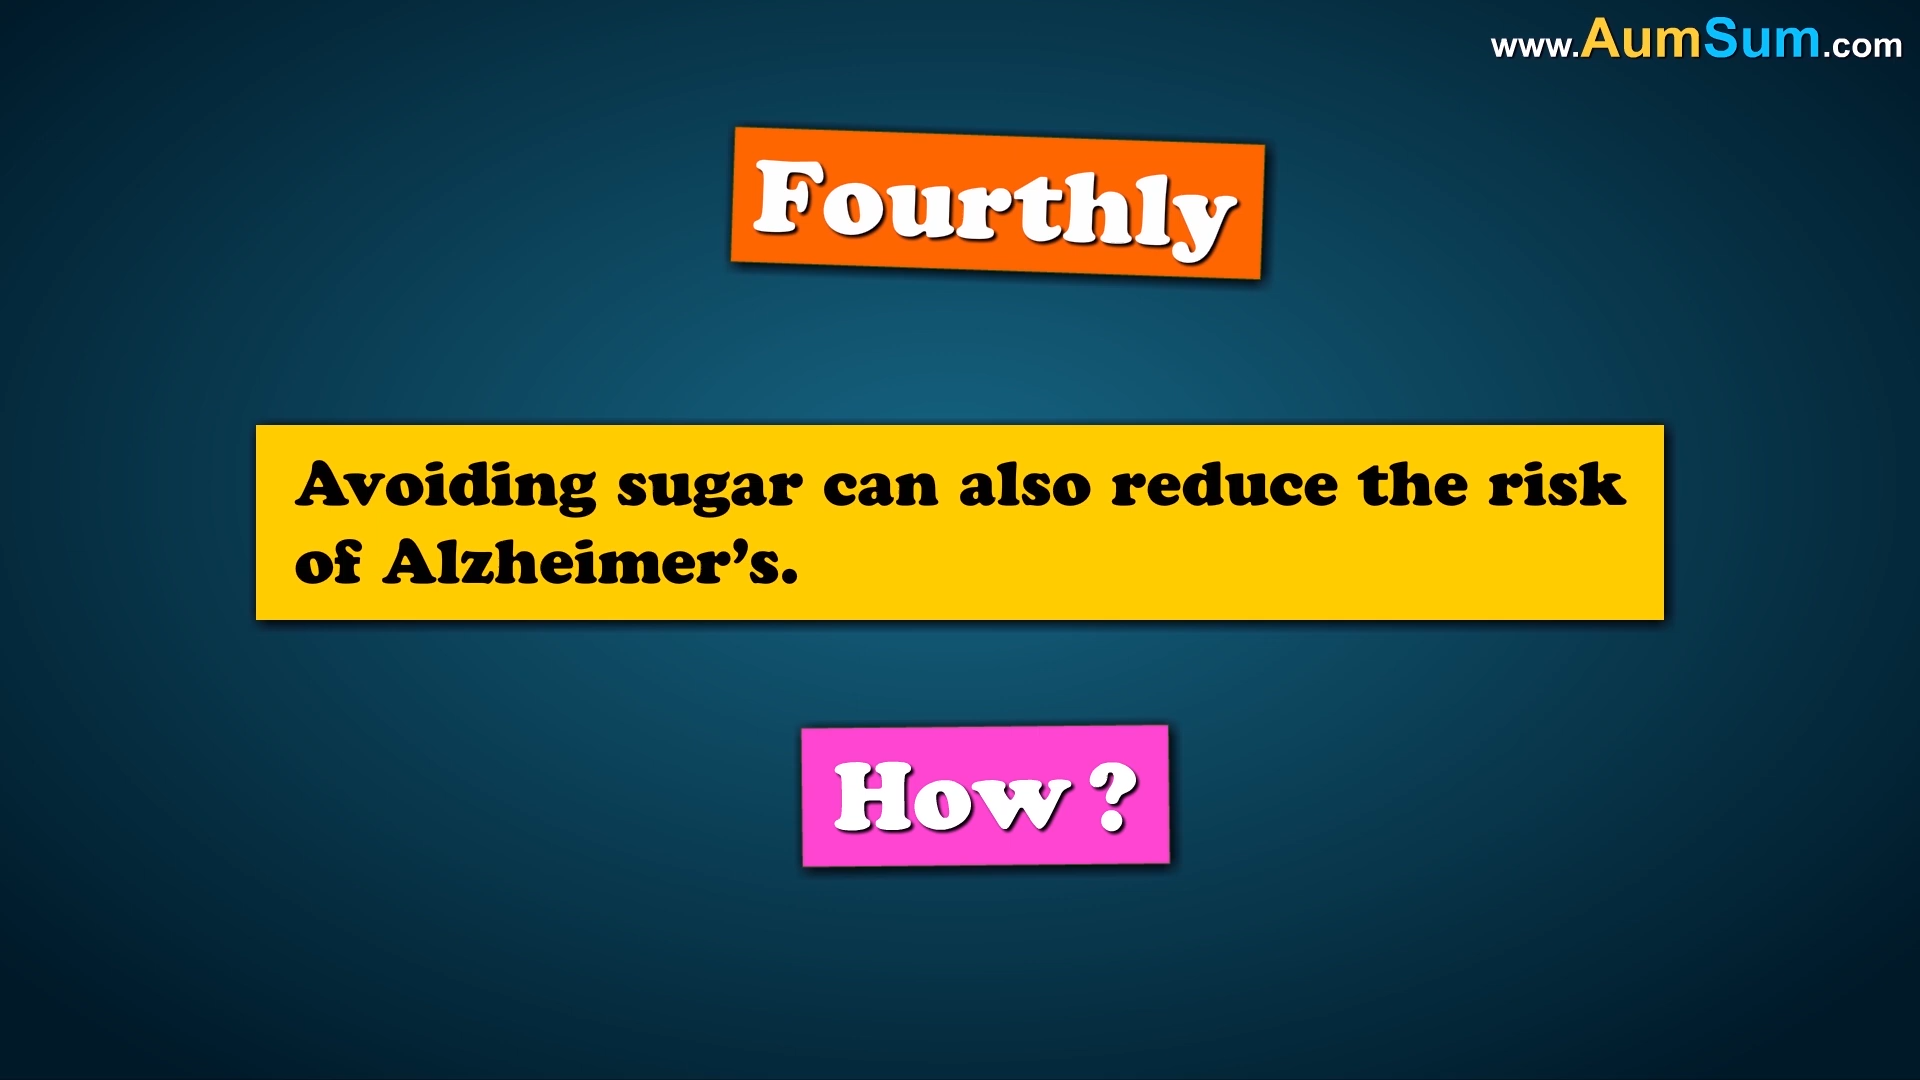 www.AumSum.com
Fourthly
Avoiding sugar can also reduce the risk
of Alzheimer’s.
How ?